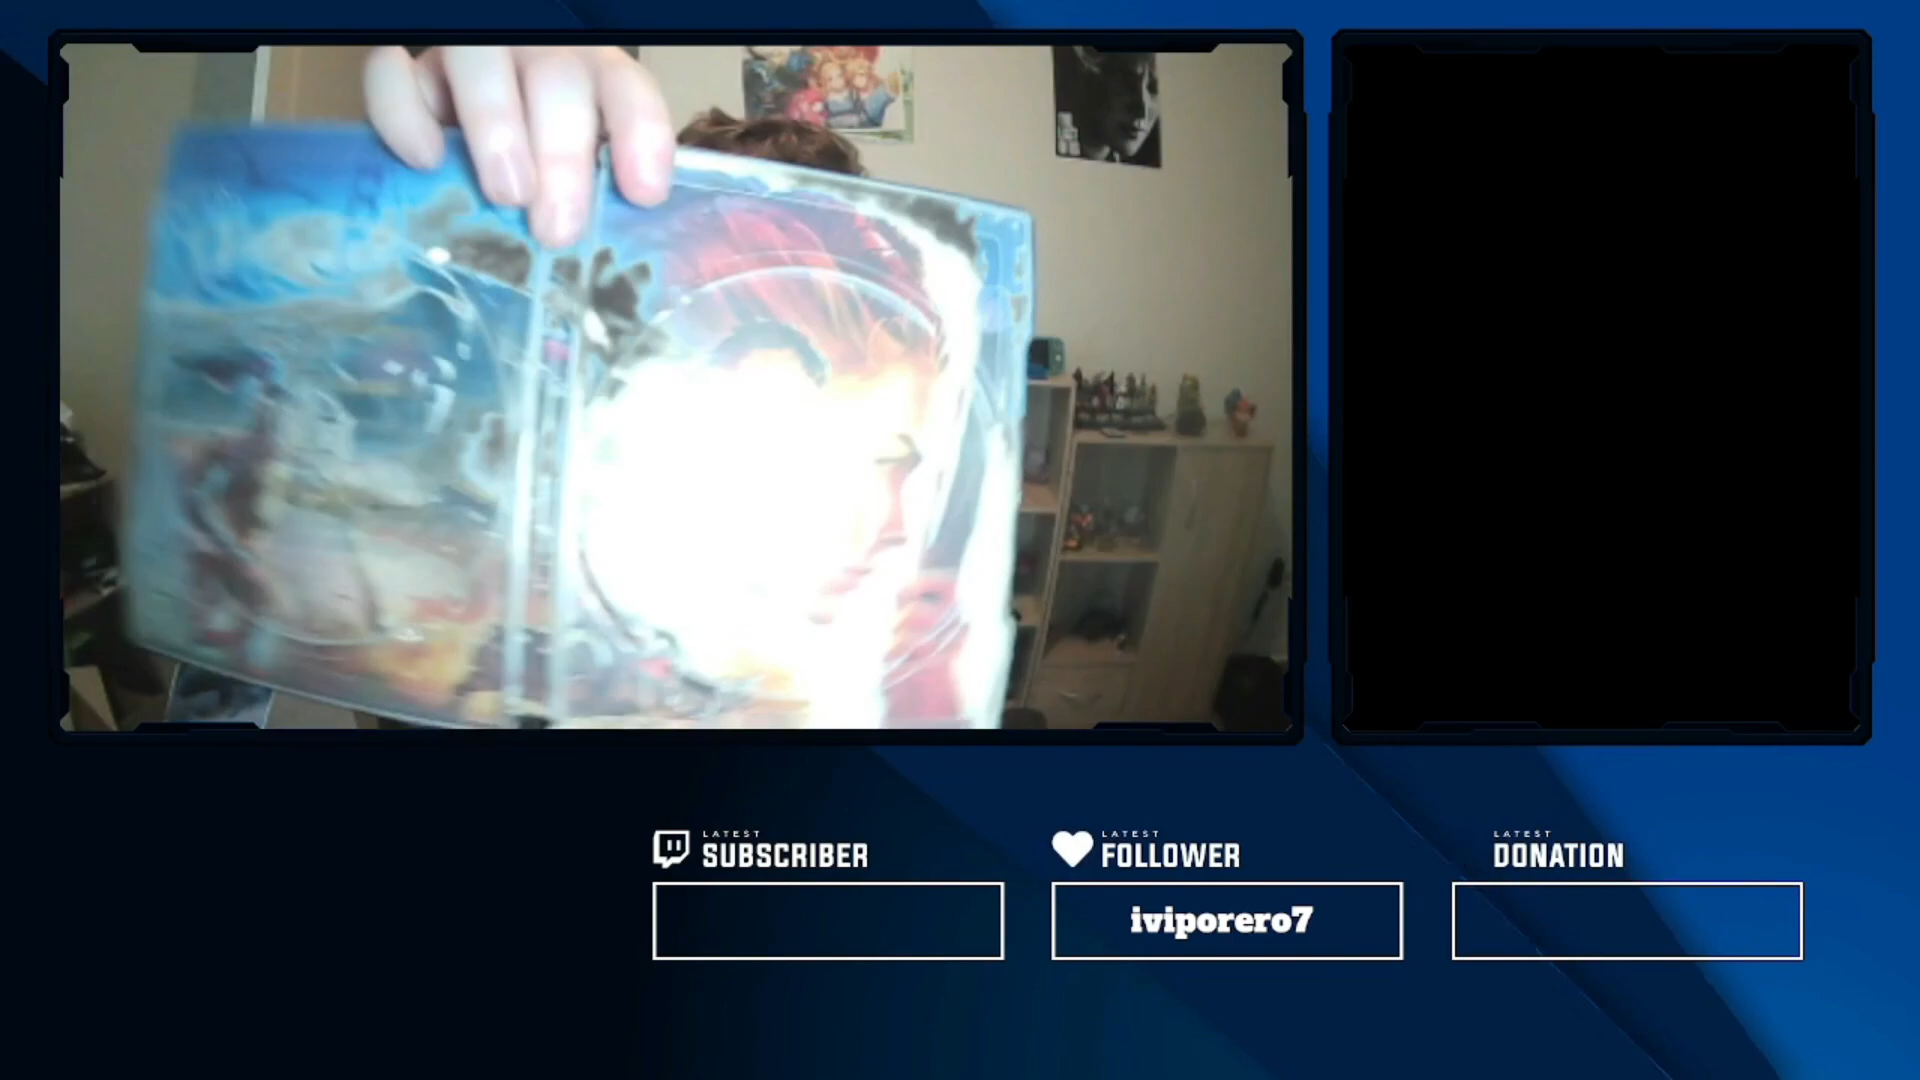 LATEST
SUBSCRIBER
LATEST
FOLLOWER
iviporero7
LATEST
DONATION